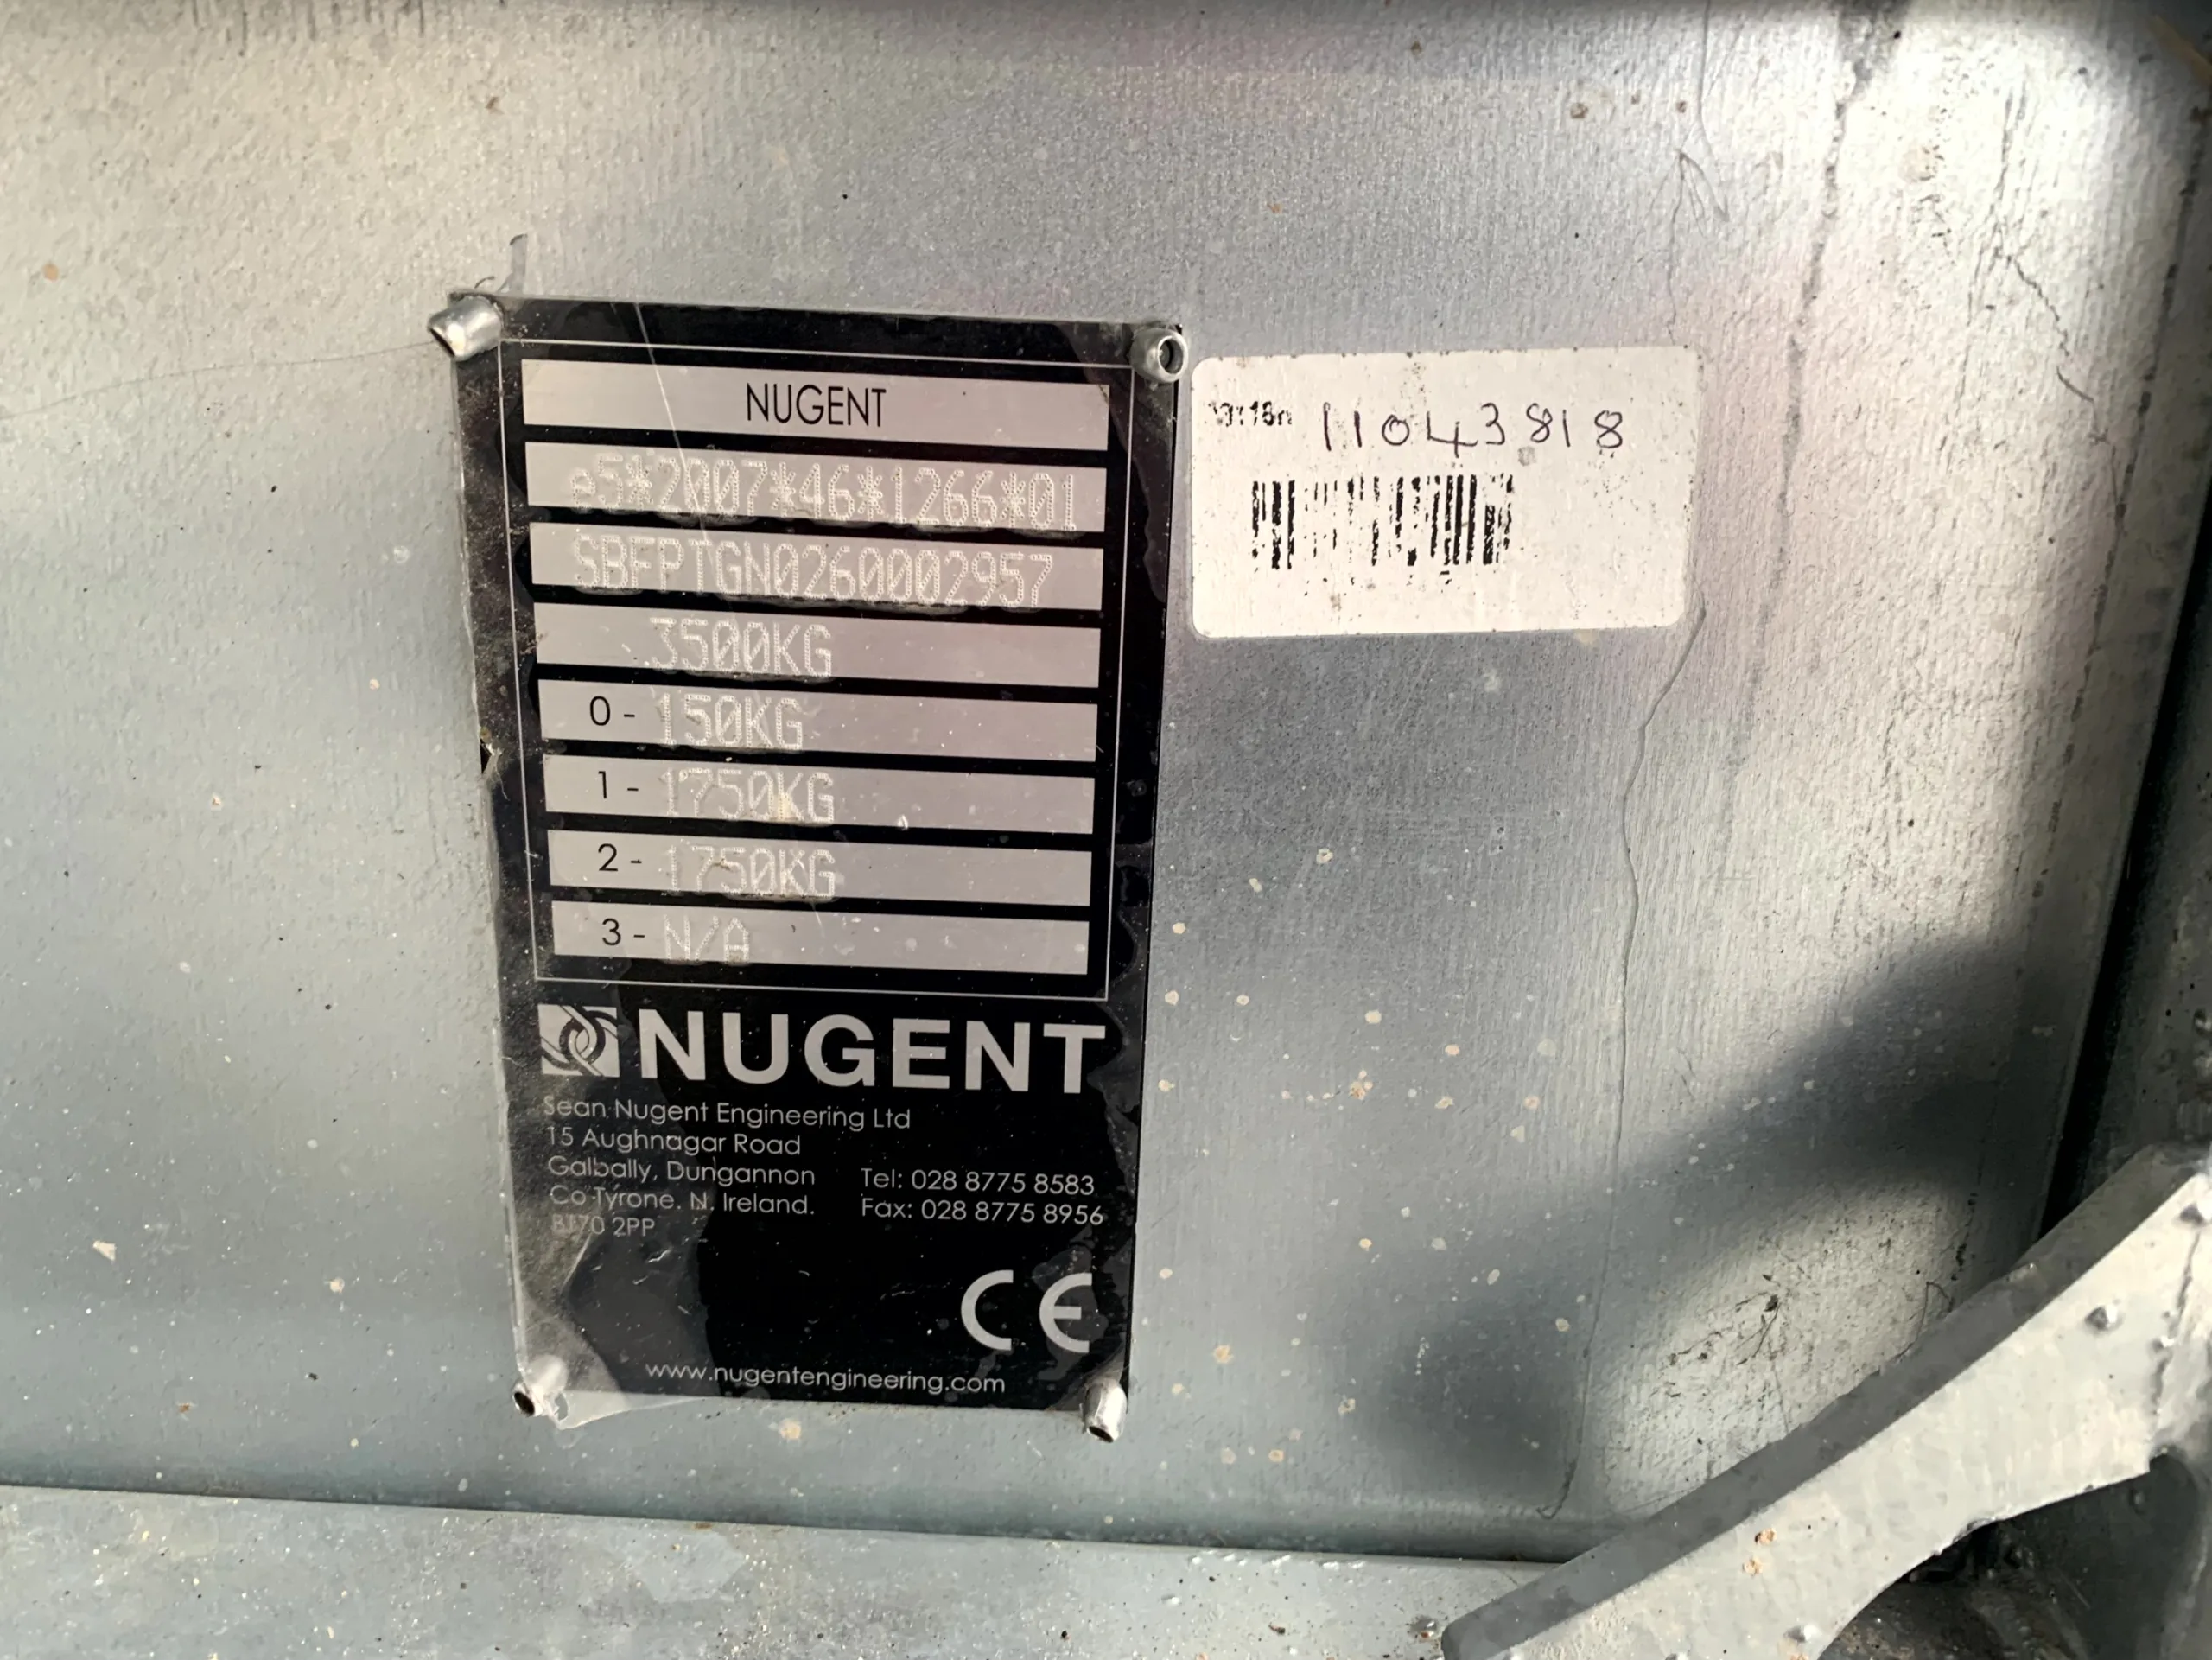 NUGENT
e5*2007*46*1266*01
SBFPTGN0260002957
3500KG
0 - 150KG
1 - 1750KG
2 - 1750KG
3 - N/A
NUGENT
Sean Nugent Engineering Ltd
15 Aughnagar Road
Galbally, Dungannon
Co Tyrone. N. Ireland.
BT70 2PP
Tel: 028 8775 8583
Fax: 028 8775 8956
CE
www.nugentengineering.com
11043818